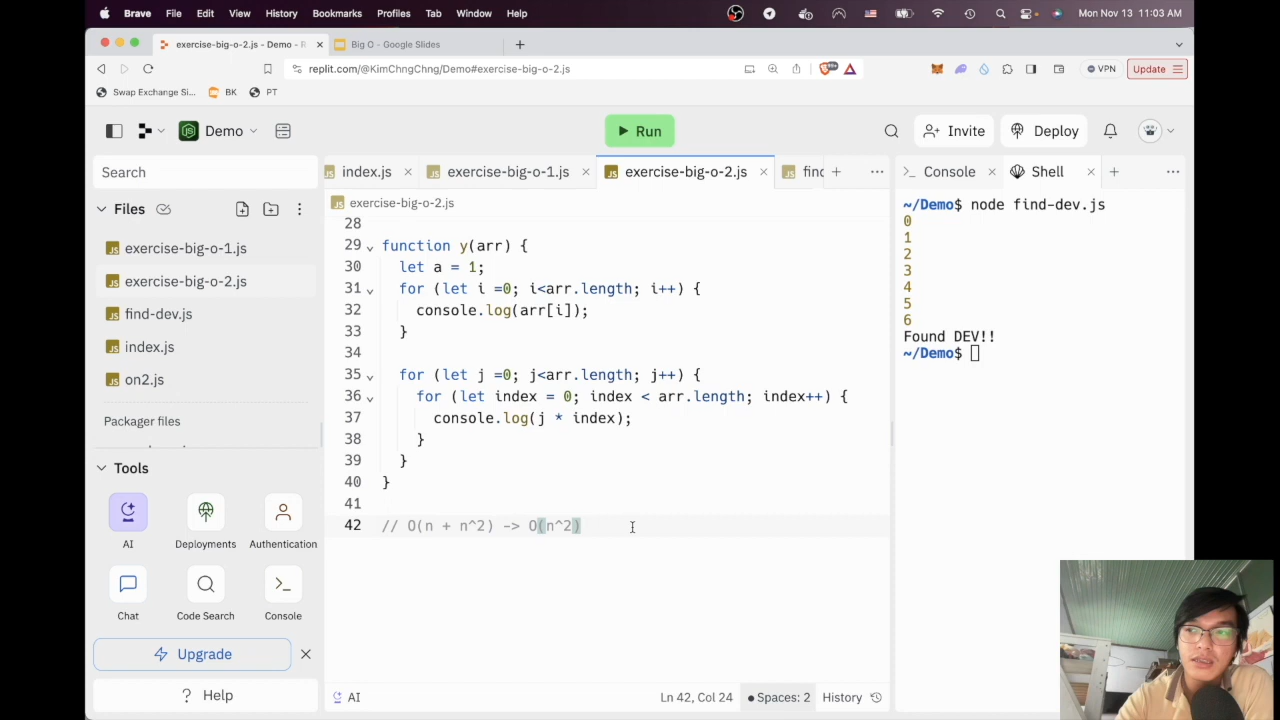 Brave File Edit View History Bookmarks Profiles Tab Window Help Mon Nov 13 11:03 AM
exercise-big-o-2.js - Demo - R Big O - Google Slides
replit.com/@KimChngChng/Demo#exercise-big-o-2.js VPN Update
Swap Exchange Si... BK PT
Demo Run Invite Deploy
Search
index.js exercise-big-o-1.js exercise-big-o-2.js find
Console Shell
Files
exercise-big-o-1.js
exercise-big-o-2.js
find-dev.js
index.js
on2.js
Packager files
Tools
AI Deployments Authentication
Chat Code Search Console
Upgrade
? Help
exercise-big-o-2.js
28
29 function y(arr) {
30 let a = 1;
31 for (let i =0; i<arr.length; i++) {
32 console.log(arr[i]);
33 }
34
35 for (let j =0; j<arr.length; j++) {
36 for (let index = 0; index < arr.length; index++) {
37 console.log(j * index);
38 }
39 }
40 }
41
42 // O(n + n^2) -> O(n^2)
AI Ln 42, Col 24 Spaces: 2 History
~/Demo$ node find-dev.js
0
1
2
3
4
5
6
Found DEV!!
~/Demo$